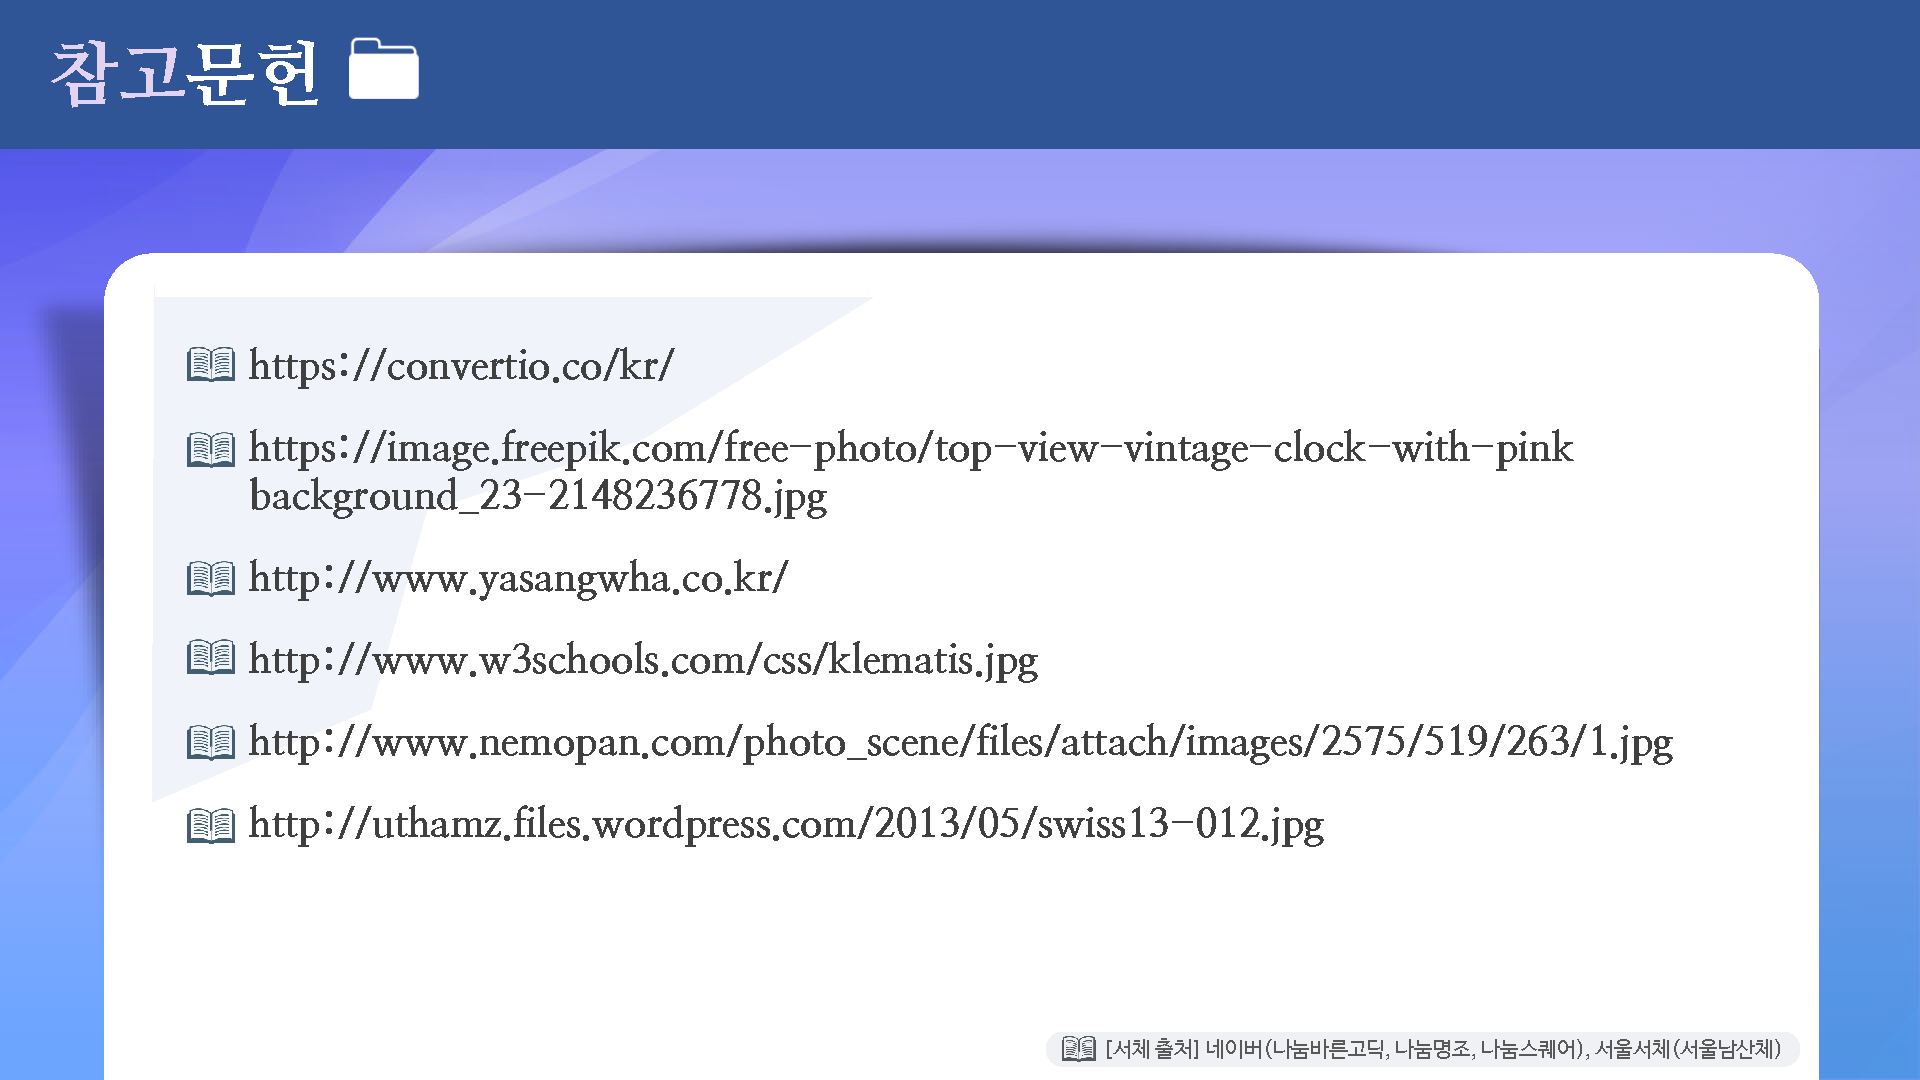 참고문헌
https://convertio.co/kr/
https://image.freepik.com/free-photo/top-view-vintage-clock-with-pink
background_23-2148236778.jpg
http://www.yasangwha.co.kr/
http://www.w3schools.com/css/klematis.jpg
http://www.nemopan.com/photo_scene/files/attach/images/2575/519/263/1.jpg
http://uthamz.files.wordpress.com/2013/05/swiss13-012.jpg
[서체 출처] 네이버(나눔바른고딕, 나눔명조, 나눔스퀘어), 서울서체(서울남산체)